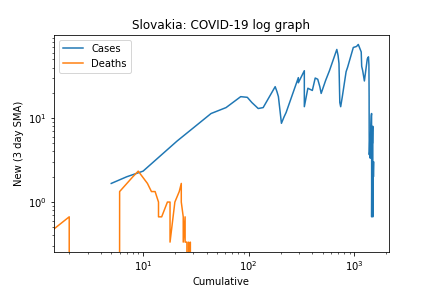 Slovakia: COVID-19 log graph
Cases
Deaths
New (3 day SMA)
10¹
10⁰
10¹
10²
10³
Cumulative